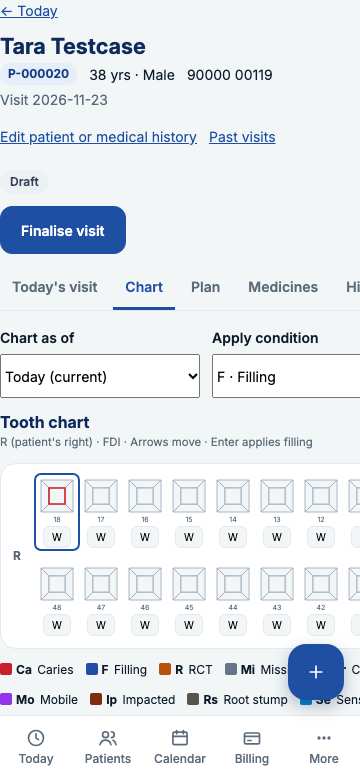 ← Today
Tara Testcase
P-000020 38 yrs · Male 90000 00119
Visit 2026-11-23
Edit patient or medical history Past visits
Draft
Finalise visit
Today's visit Chart Plan Medicines Hi
Chart as of Apply condition
Today (current) F · Filling
Tooth chart
R (patient's right) · FDI · Arrows move · Enter applies filling
18 17 16 15 14 13 12
W W W W W W W
R
48 47 46 45 44 43 42
W W W W W W W
Ca Caries F Filling R RCT Mi Miss C
Mo Mobile Ip Impacted Rs Root stump Se Sens
+
Today Patients Calendar Billing More